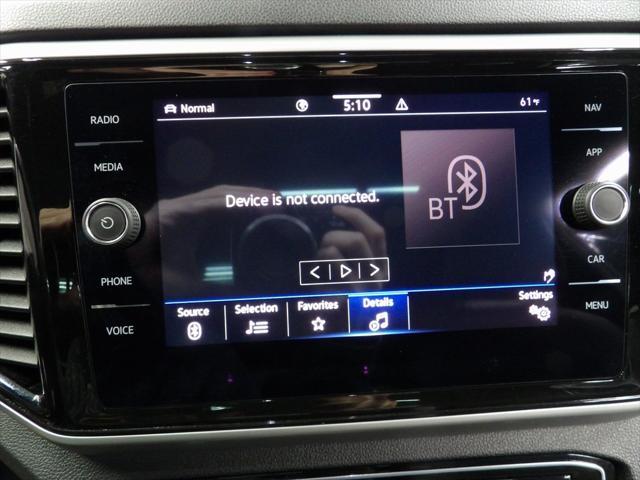 Normal
5:10
61°F
RADIO
MEDIA
PHONE
VOICE
NAV
APP
CAR
MENU
Device is not connected.
BT
Source
Selection
Favorites
Details
Settings